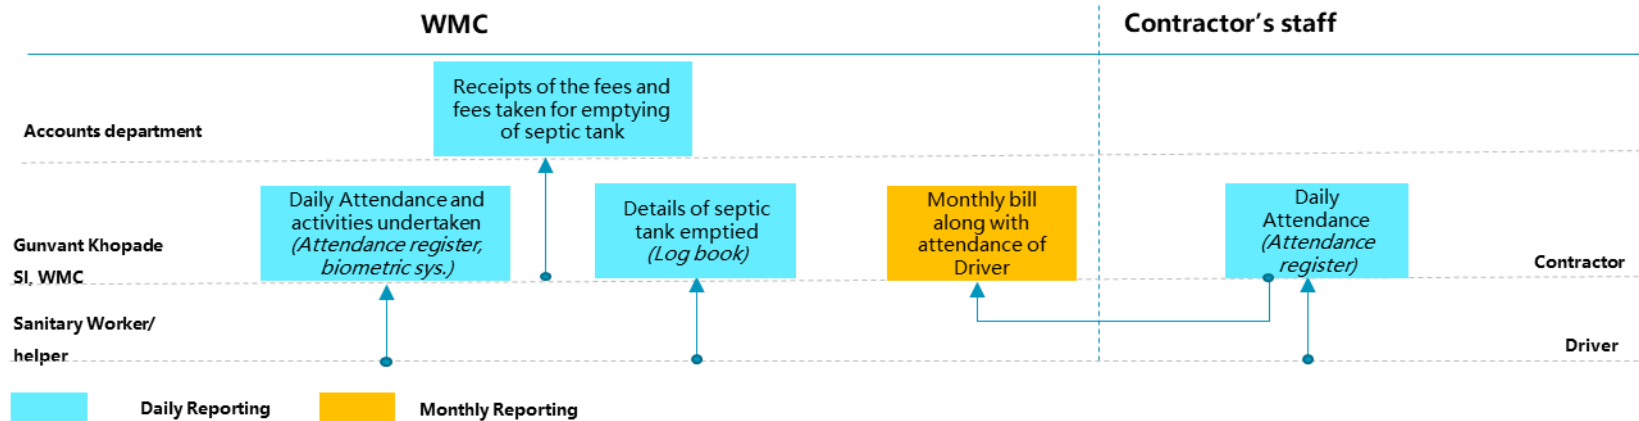 WMC
Contractor’s staff
Receipts of the fees and
fees taken for emptying
of septic tank
Accounts department
Daily Attendance and
activities undertaken
(Attendance register,
biometric sys.)
Details of septic
tank emptied
(Log book)
Monthly bill
along with
attendance of
Driver
Daily
Attendance
(Attendance
register)
Gunvant Khopade
SI, WMC
Contractor
Sanitary Worker/
helper
Driver
Daily Reporting
Monthly Reporting